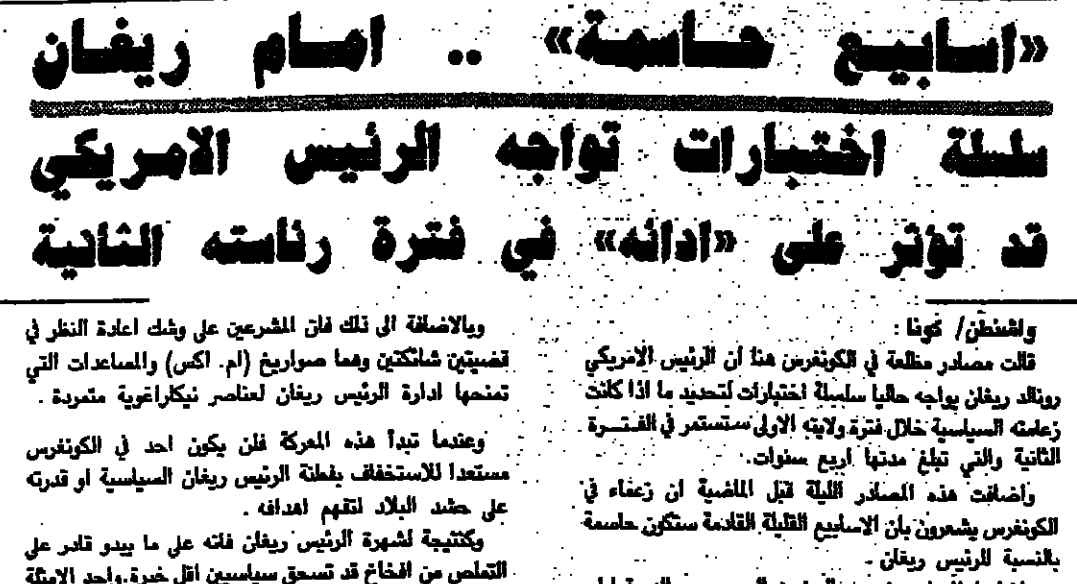 «اسابيع حاسمة» .. امام ريغان
سلسلة اختبارات تواجه الرئيس الامريكي
قد تؤثر على «ادائه» في فترة رئاسته الثانية
واشنطن/ كونا :
قالت مصادر مطلعة في الكونغرس هنا أن الرئيس الامريكي
رونالد ريغان يواجه حاليا سلسلة اختبارات لتحديد ما اذا كانت
زعامته السياسية خلال فترة ولايته الاولى ستستمر في الفتـــرة
الثانية والتي تبلغ مدتها اربع سنوات.
واضافت هذه المصادر الليلة قبل الماضية ان زعماء في
الكونغرس يشعرون بان الاسابيع القليلة القادمة ستكون حاسمة
بالنسبة للرئيس ريغان .
وبالاضافة الى ذلك فان المشرعين على وشك اعادة النظر في
قضيتين شائكتين وهما صواريخ (ام. اكس) والمساعدات التي
تمنحها ادارة الرئيس ريغان لعناصر نيكاراغوية متمردة .
وعندما تبدأ هذه المعركة فلن يكون احد في الكونغرس
مستعدا للاستخفاف بفطنة الرئيس ريغان السياسية او قدرته
على حشد البلاد لتفهم اهدافه .
وكنتيجة لشهرة الرئيس ريغان فانه على ما يبدو قادر على
التملص من افخاخ قد تسحق سياسيين اقل خبرة.واحد الامثلة